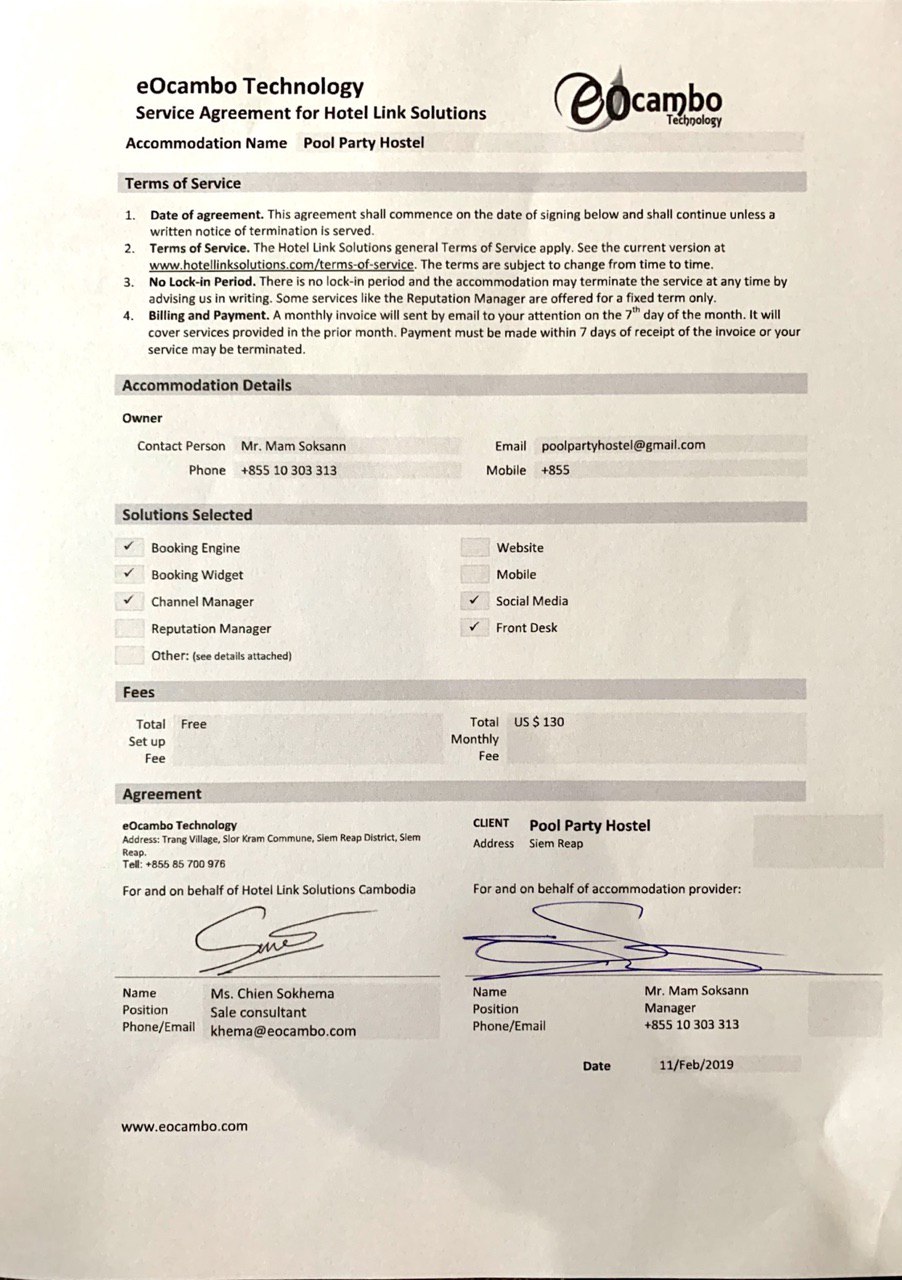 eOcambo Technology
Service Agreement for Hotel Link Solutions
eOcambo
Technology
Accommodation Name Pool Party Hostel
Terms of Service
1. Date of agreement. This agreement shall commence on the date of signing below and shall continue unless a
written notice of termination is served.
2. Terms of Service. The Hotel Link Solutions general Terms of Service apply. See the current version at
www.hotellinksolutions.com/terms-of-service. The terms are subject to change from time to time.
3. No Lock-in Period. There is no lock-in period and the accommodation may terminate the service at any time by
advising us in writing. Some services like the Reputation Manager are offered for a fixed term only.
4. Billing and Payment. A monthly invoice will sent by email to your attention on the 7th day of the month. It will
cover services provided in the prior month. Payment must be made within 7 days of receipt of the invoice or your
service may be terminated.
Accommodation Details
Owner
Contact Person Mr. Mam Soksann Email poolpartyhostel@gmail.com
Phone +855 10 303 313 Mobile +855
Solutions Selected
✓ Booking Engine Website
✓ Booking Widget Mobile
✓ Channel Manager ✓ Social Media
Reputation Manager ✓ Front Desk
Other: (see details attached)
Fees
Total Set up Fee Free
Total Monthly Fee US $ 130
Agreement
eOcambo Technology
Address: Trang Village, Slor Kram Commune, Siem Reap District, Siem
Reap.
Tell: +855 85 700 976
For and on behalf of Hotel Link Solutions Cambodia
CLIENT Pool Party Hostel
Address Siem Reap
For and on behalf of accommodation provider:
Name Ms. Chien Sokhema
Position Sale consultant
Phone/Email khema@eocambo.com
Name Mr. Mam Soksann
Position Manager
Phone/Email +855 10 303 313
Date 11/Feb/2019
www.eocambo.com